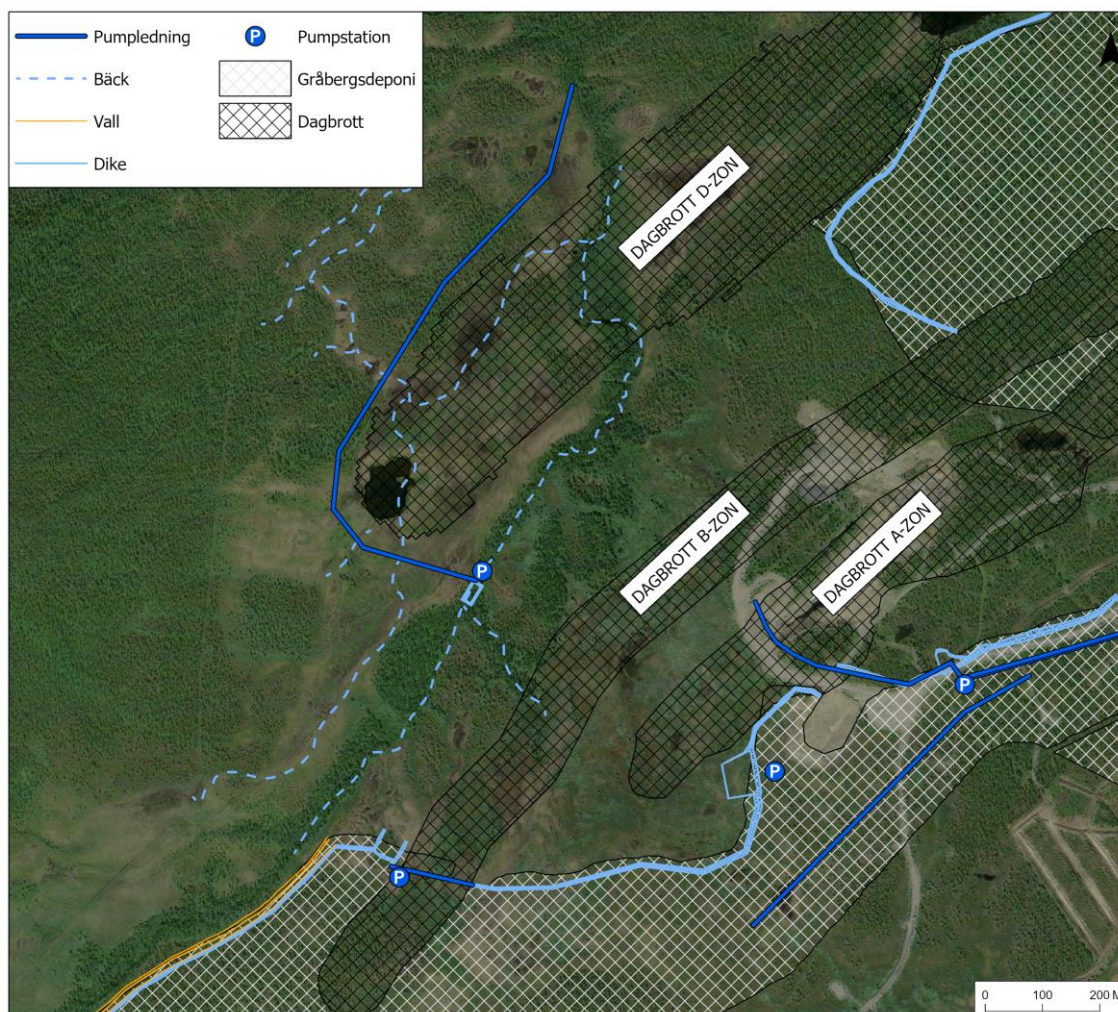 Pumpledning
P Pumpstation
Bäck
Gråbergsdeponi
Vall
Dagbrott
Dike
DAGBROTT D-ZON
DAGBROTT B-ZON
DAGBROTT A-ZON
P
P
P
P
0 100 200 M